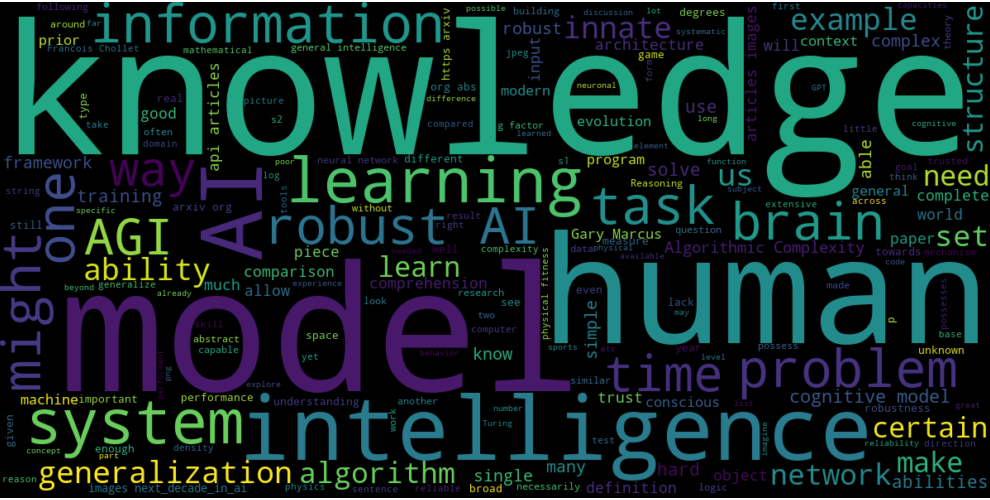 following
around
information
possible
building
discussion
lot
degrees
first
capacities
example
prior
Francois Chollet
mathematical
general intelligence
https arxiv
robust
innate
systematic
theory
jpeg
architecture
will
context
complex
structure
knowledge
type
real
difference
org abs
input
modern
game
form
neuronal
use
articles images
GPT
cognitive
take
good
picture
s2
compared
g factor
learned
evolution
element
long
little
often
domain
api articles
framework
way
poor
neural network
different
s1
program
solve
function
us
able
goal
think
trusted
need
string
training
AI
log
learning
tools
without
Reasoning
subject
extensive
general
across
complete
still
one
arxiv org
task
brain
world
specific
AGI
result
right
robust AI
piece
Gary Marcus
question
measure
Algorithmic Complexity
paper
towards
set
might
ability
well
complexity
data
physical
available
code
mechanism
beyond
generalize
comparison
much
learn
allow
comprehension
experience
look
research
see
even
lack
made
already
human
physical fitness
simple
possesses
model
skill
space
two
computer
may
p
abstract
capable
yet
know
sports
etc
year
possess
base
unknown
png
behavior
explore
similar
level
time
problem
machine
important
performance
understanding
another
trust
conscious
cognitive model
robustness
great
given
system
intelligence
work
number
Turing
test
list
certain
concept
enough
density
imagine
reliability
direction
reason
part
generalization
algorithm
single
many
hard
object
network
make
abilities
images next_decade_in_ai
physics
sentence
reliable
broad
necessarily
definition
logic